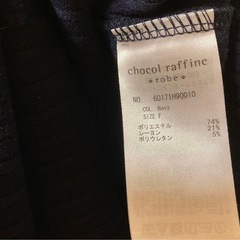 chocol raffine
robe
NO. 60171H90010
COL Navy
SIZE F
ポリエステル 74%
レーヨン 21%
ポリウレタン 5%